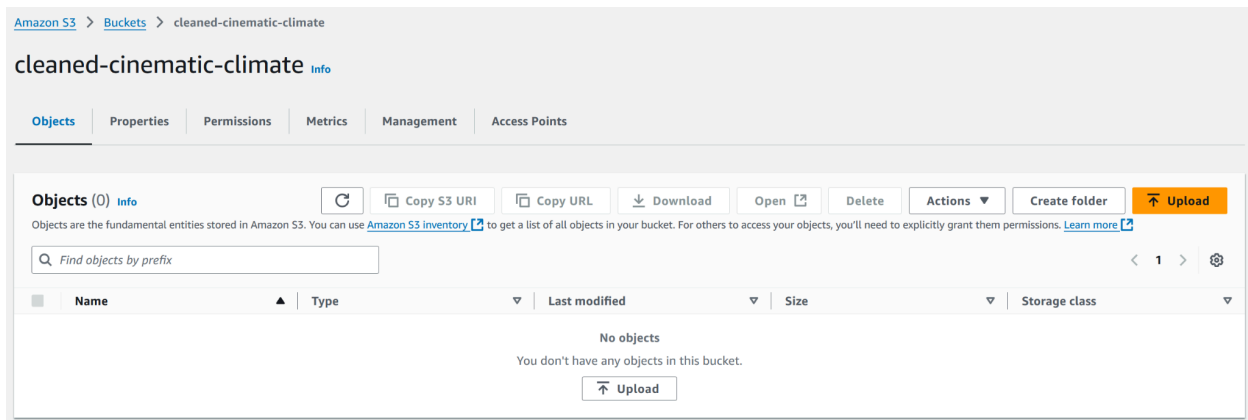 Amazon S3 > Buckets > cleaned-cinematic-climate
cleaned-cinematic-climate Info
Objects Properties Permissions Metrics Management Access Points
Objects (0) Info Copy S3 URI Copy URL Download Open Delete Actions Create folder Upload
Objects are the fundamental entities stored in Amazon S3. You can use Amazon S3 inventory to get a list of all objects in your bucket. For others to access your objects, you'll need to explicitly grant them permissions. Learn more
Find objects by prefix < 1 >
Name Type Last modified Size Storage class
No objects
You don't have any objects in this bucket.
Upload